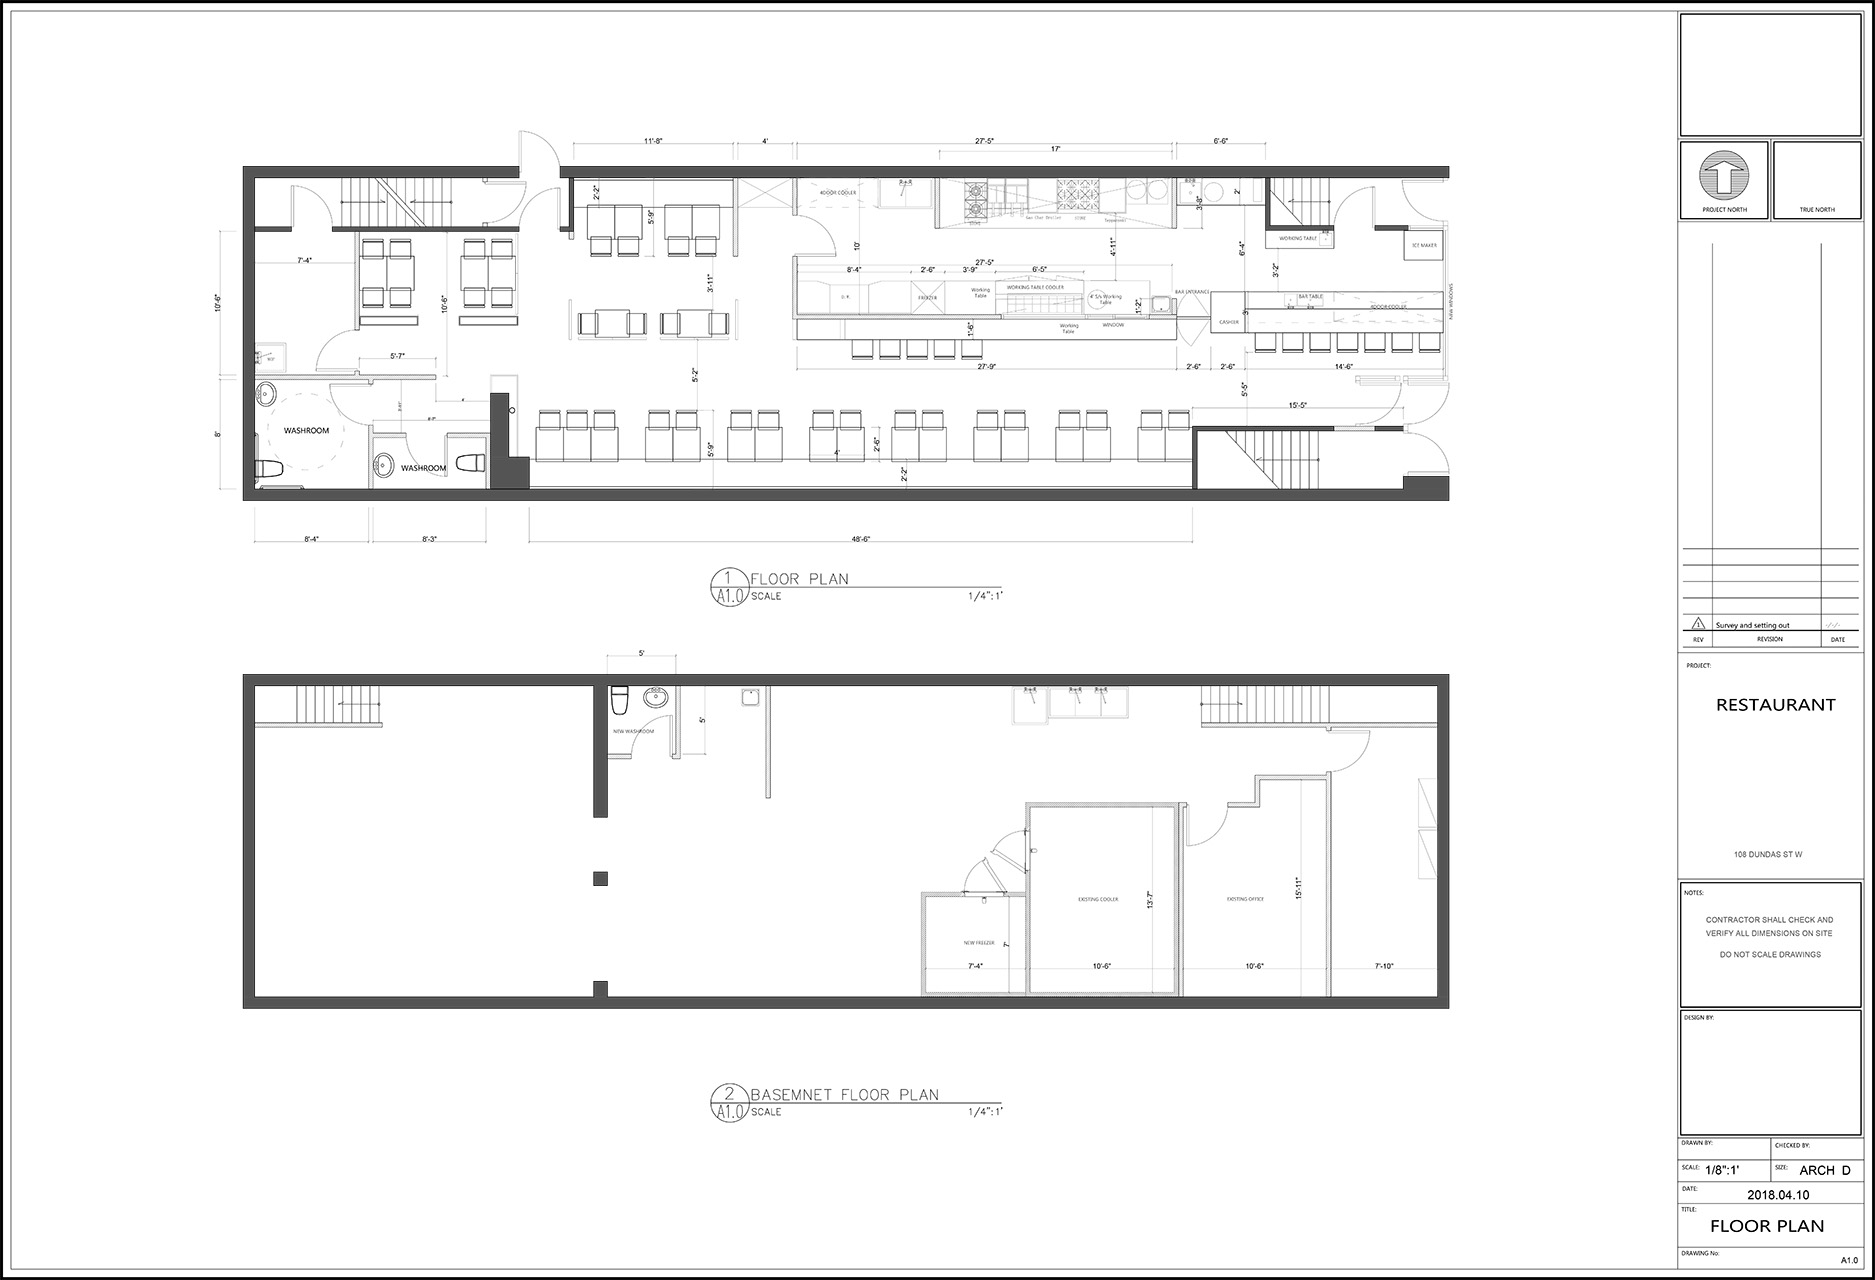 11'-8"
4'
27'-5"
17'
6'-6"
4DOOR COOLER
2'-2"
5'-9"
2'
3'-8"
STOVE
10'
4'-11"
6'-4"
3'-2"
WORKING TABLE
ICE MAKER
7'-4"
10'-6"
10'-6"
3'-11"
27'-5"
8'-4"
2'-6"
3'-9"
6'-5"
FREEZER
Working
Table
WORKING TABLE COOLER
4' S/s Working
Table
1'-2"
BAR ENTRANCE
BAR TABLE
4DOOR COOLER
NEW WINDOWS
3'
CASHIER
1'-6"
Working
Table
WINDOW
5'-7"
5'-2"
27'-9"
2'-6"
2'-6"
14'-6"
5'-5"
15'-5"
8'
WASHROOM
WASHROOM
5'-9"
4'
2'-6"
2'-2"
8'-4"
8'-3"
48'-6"
1
A1.0
FLOOR PLAN
SCALE
1/4":1'
5'
5'
NEW WASHROOM
EXISTING COOLER
13'-7"
EXISTING OFFICE
15'-11"
NEW FREEZER
7'
7'-4"
10'-6"
10'-6"
7'-10"
2
A1.0
BASEMNET FLOOR PLAN
SCALE
1/4":1'
PROJECT NORTH
TRUE NORTH
1
Survey and setting out
-/-/-
REV
REVISION
DATE
PROJECT:
RESTAURANT
108 DUNDAS ST W
NOTES:
CONTRACTOR SHALL CHECK AND
VERIFY ALL DIMENSIONS ON SITE
DO NOT SCALE DRAWINGS
DESIGN BY:
DRAWN BY:
CHECKED BY:
SCALE: 1/8":1'
SIZE: ARCH D
DATE:
2018.04.10
TITLE:
FLOOR PLAN
DRAWING No:
A1.0